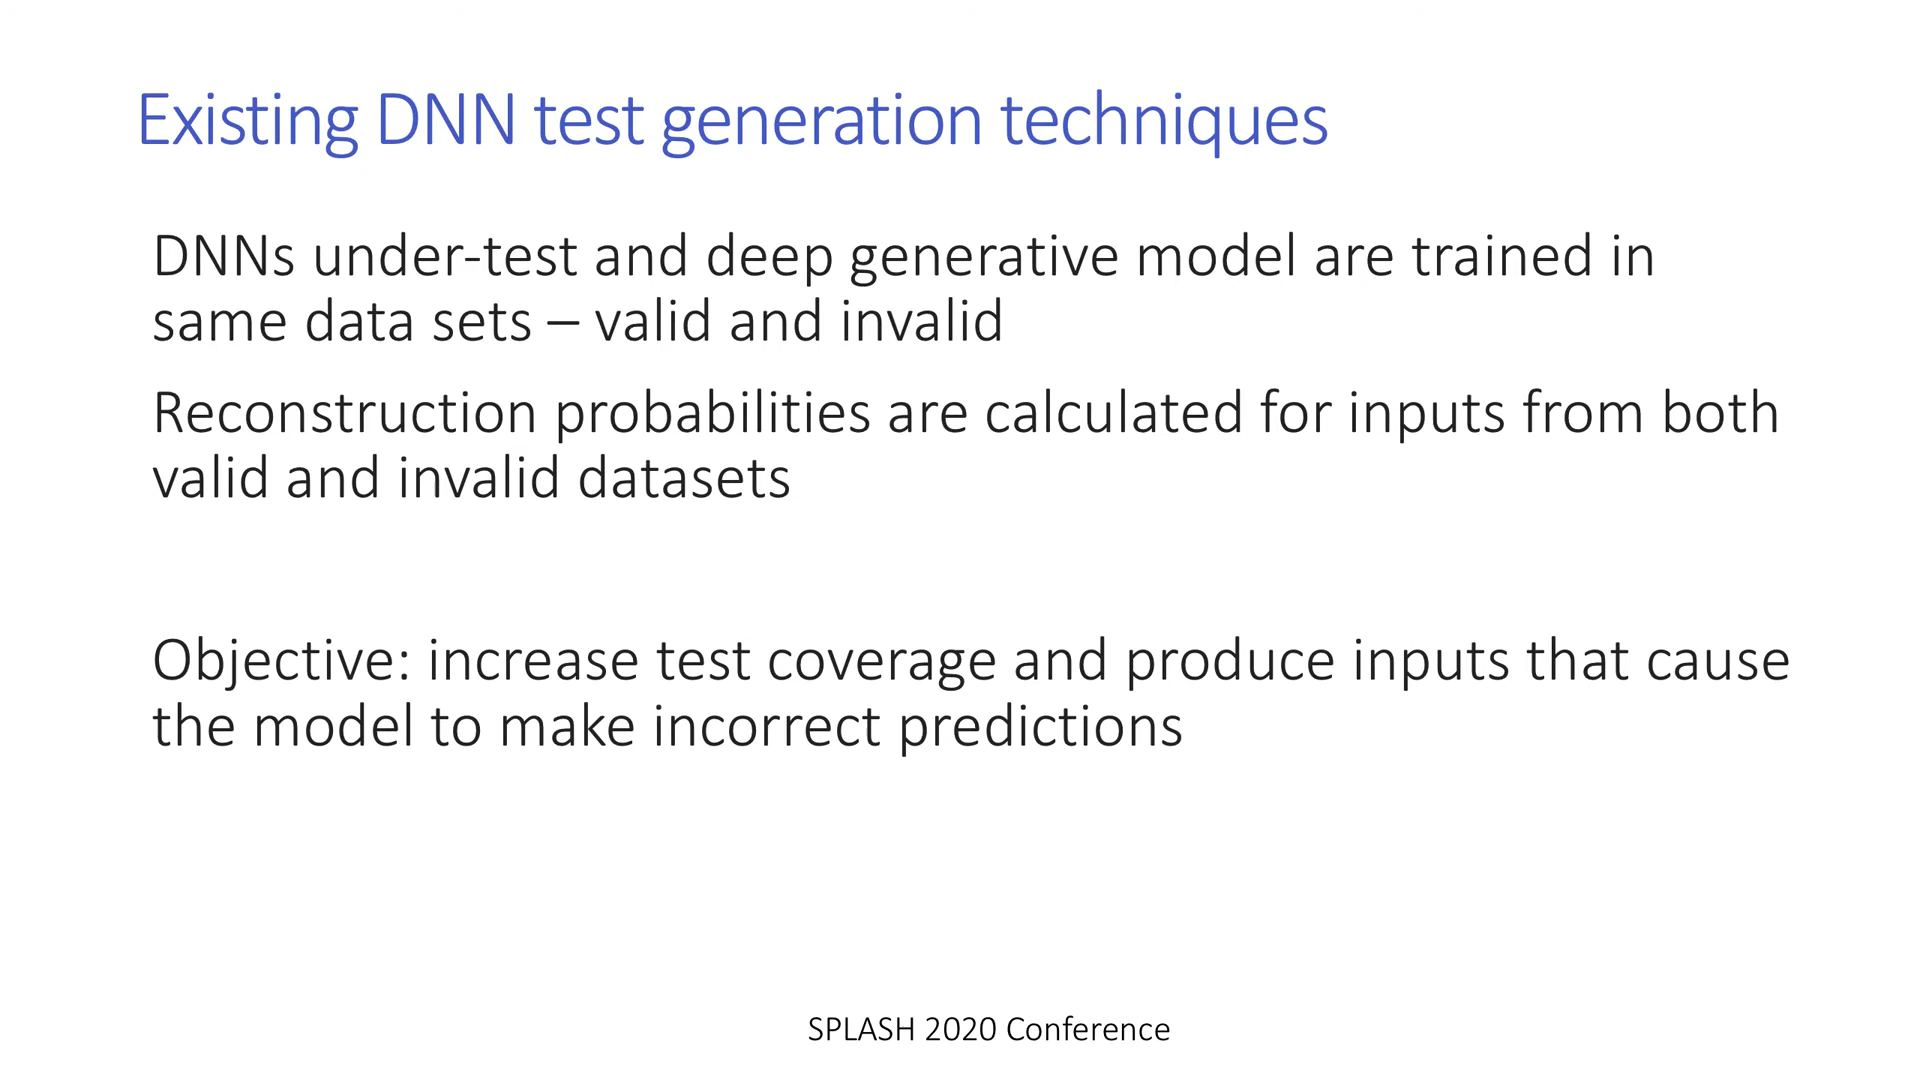 Existing DNN test generation techniques
DNNs under-test and deep generative model are trained in
same data sets – valid and invalid
Reconstruction probabilities are calculated for inputs from both
valid and invalid datasets
Objective: increase test coverage and produce inputs that cause
the model to make incorrect predictions
SPLASH 2020 Conference